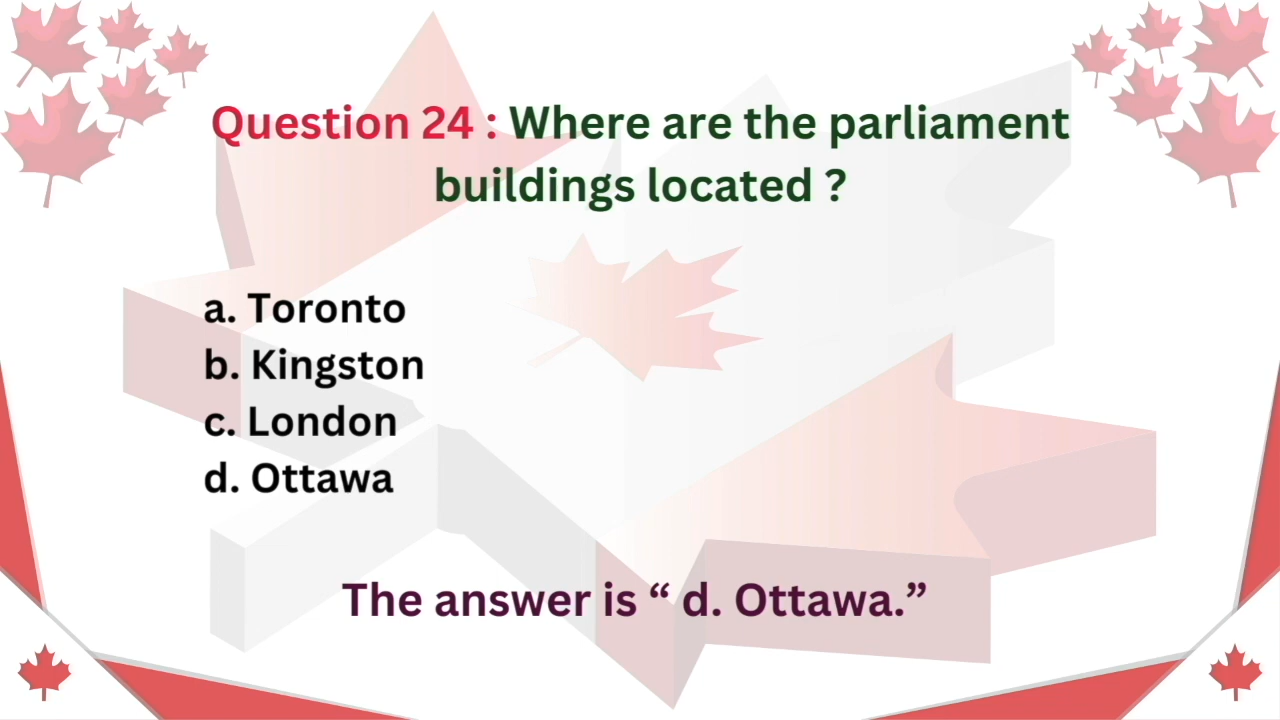 Question 24 : Where are the parliament
buildings located ?
a. Toronto
b. Kingston
c. London
d. Ottawa
The answer is “ d. Ottawa.”